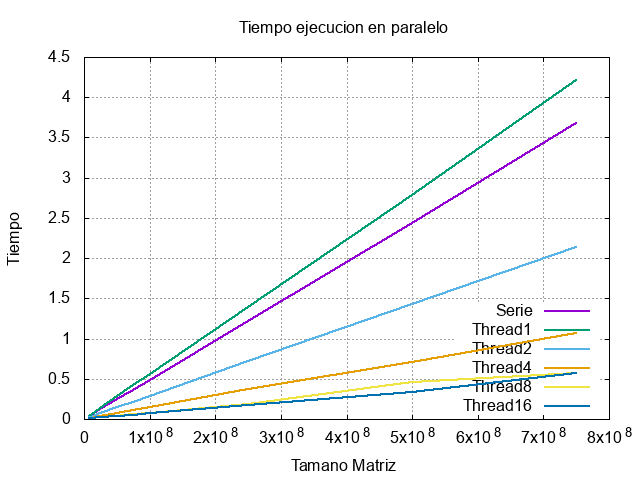 Tiempo ejecucion en paralelo
4.5
4
3.5
3
2.5
2
1.5
1
0.5
0
Tiempo
Serie
Thread1
Thread2
Thread4
Thread8
Thread16
0 1x10^8 2x10^8 3x10^8 4x10^8 5x10^8 6x10^8 7x10^8 8x10^8
Tamano Matriz